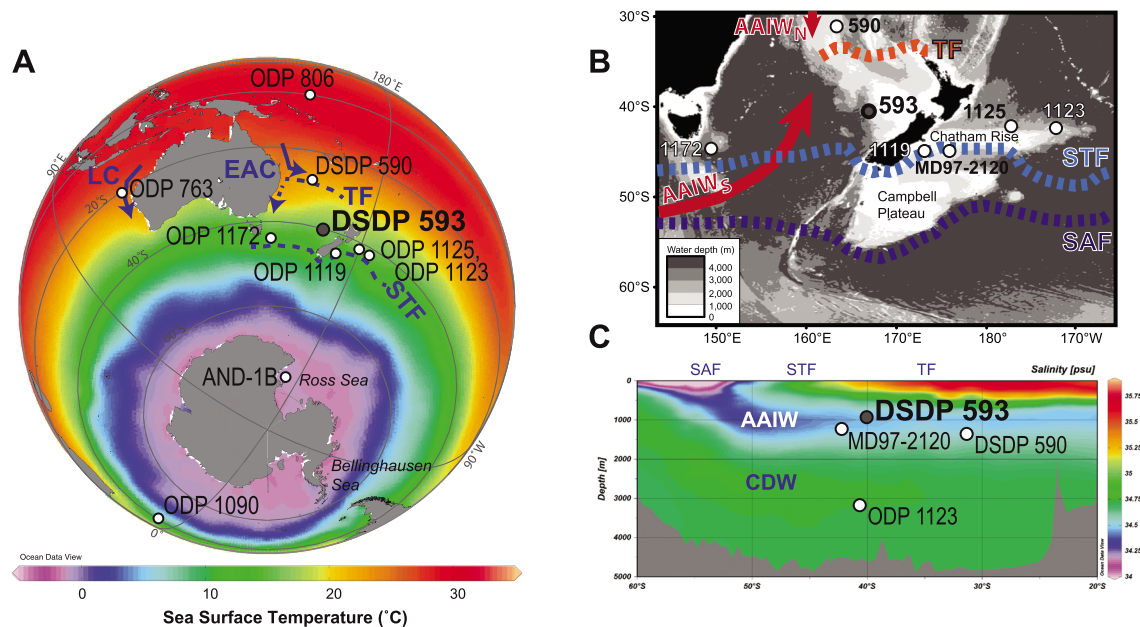 A
ODP 806
180°E
90°E
LC
ODP 763
20°S
EAC
DSDP 590
TF
DSDP 593
ODP 1172
40°S
ODP 1119
ODP 1125,
ODP 1123
STF
AND-1B
Ross Sea
Bellinghausen
Sea
90°W
ODP 1090
0°
Ocean Data View
0 10 20 30
Sea Surface Temperature (˚C)
B
30°S
40°S
50°S
60°S
AAIWN
590
TF
593
1125
1123
1172
1119
Chatham Rise
MD97-2120
STF
AAIWS
Campbell
Plateau
SAF
Water depth (m)
4,000
3,000
2,000
1,000
0
150°E 160°E 170°E 180° 170°W
C
SAF STF TF Salinity [psu]
0
1000
2000
3000
4000
5000
Depth [m]
AAIW
DSDP 593
MD97-2120
DSDP 590
CDW
ODP 1123
60°S 50°S 40°S 30°S 20°S
Ocean Data View
35.75
35.5
35.25
35
34.75
34.5
34.25
34